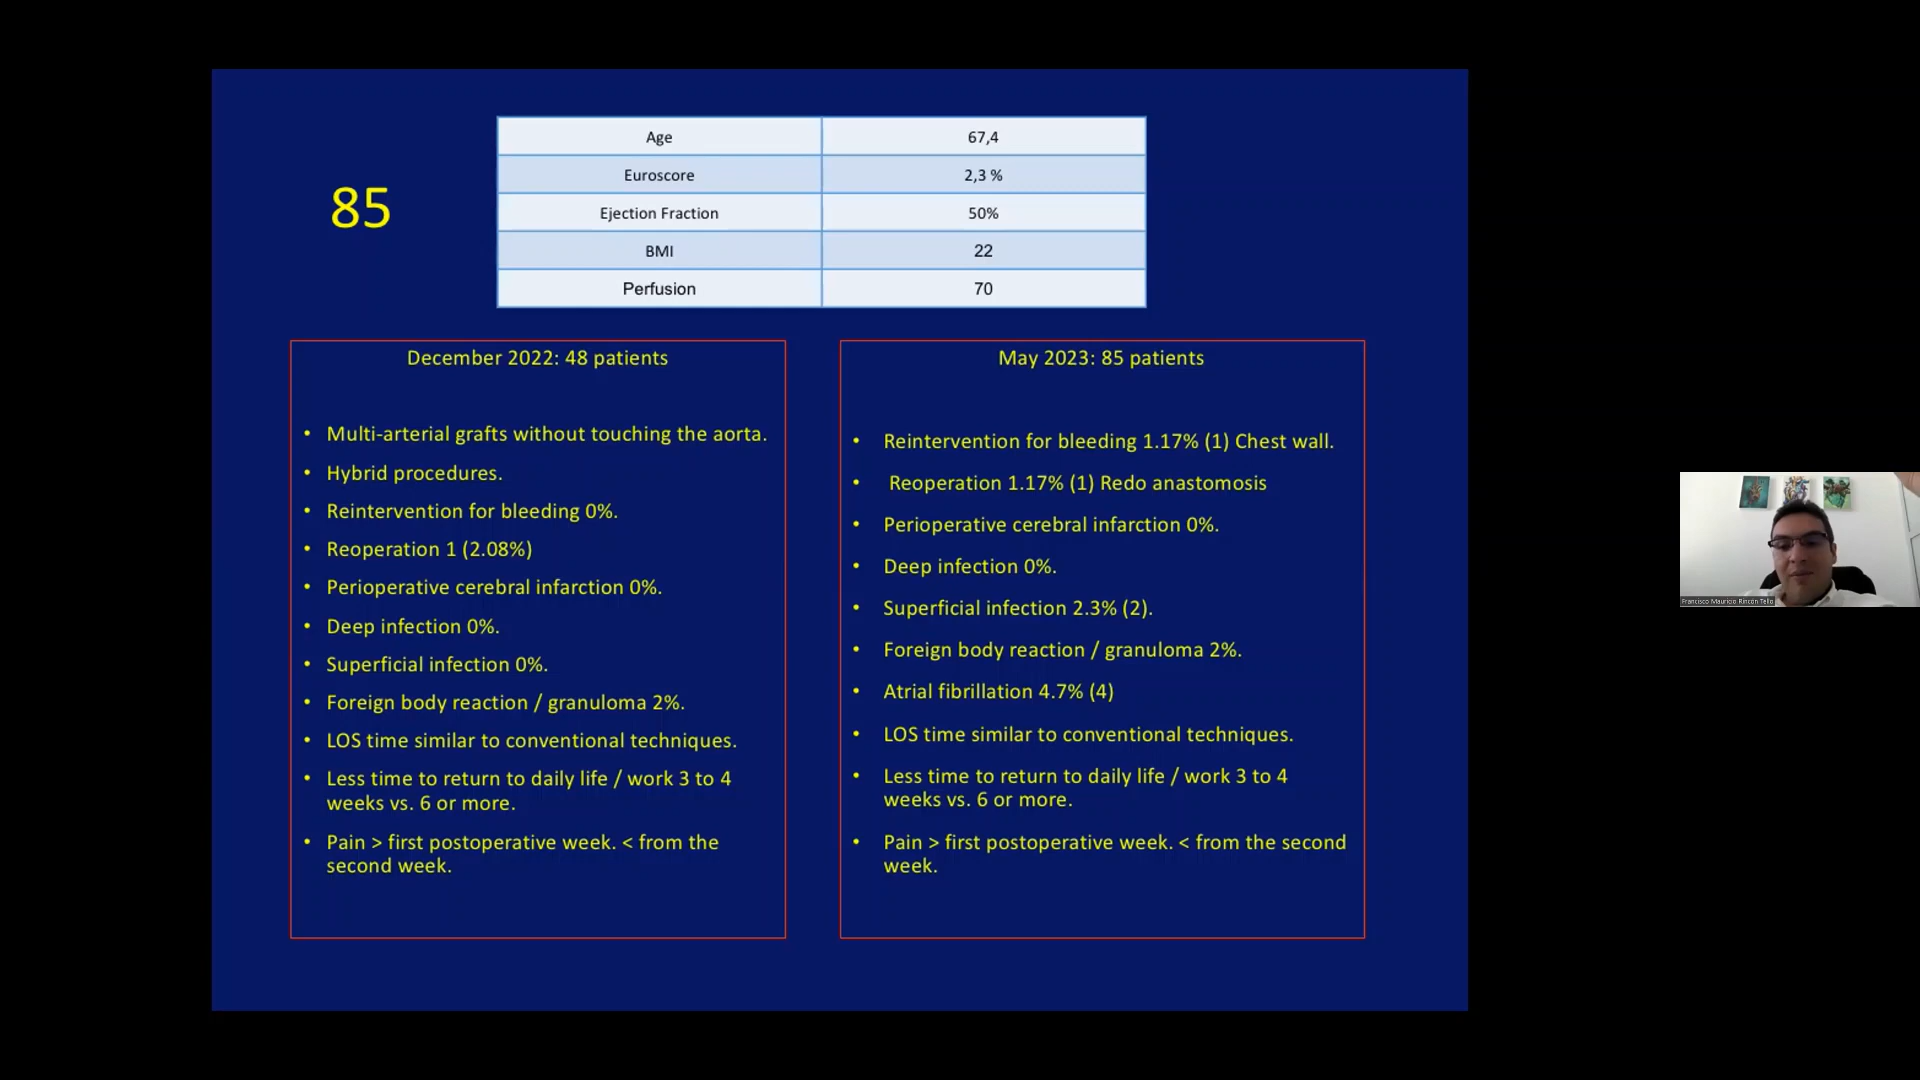 85
Age 67,4
Euroscore 2,3 %
Ejection Fraction 50%
BMI 22
Perfusion 70
December 2022: 48 patients
• Multi-arterial grafts without touching the aorta.
• Hybrid procedures.
• Reintervention for bleeding 0%.
• Reoperation 1 (2.08%)
• Perioperative cerebral infarction 0%.
• Deep infection 0%.
• Superficial infection 0%.
• Foreign body reaction / granuloma 2%.
• LOS time similar to conventional techniques.
• Less time to return to daily life / work 3 to 4
weeks vs. 6 or more.
• Pain > first postoperative week. < from the
second week.
May 2023: 85 patients
• Reintervention for bleeding 1.17% (1) Chest wall.
• Reoperation 1.17% (1) Redo anastomosis
• Perioperative cerebral infarction 0%.
• Deep infection 0%.
• Superficial infection 2.3% (2).
• Foreign body reaction / granuloma 2%.
• Atrial fibrillation 4.7% (4)
• LOS time similar to conventional techniques.
• Less time to return to daily life / work 3 to 4
weeks vs. 6 or more.
• Pain > first postoperative week. < from the second
week.
Francisco Mauricio Rincón Tello